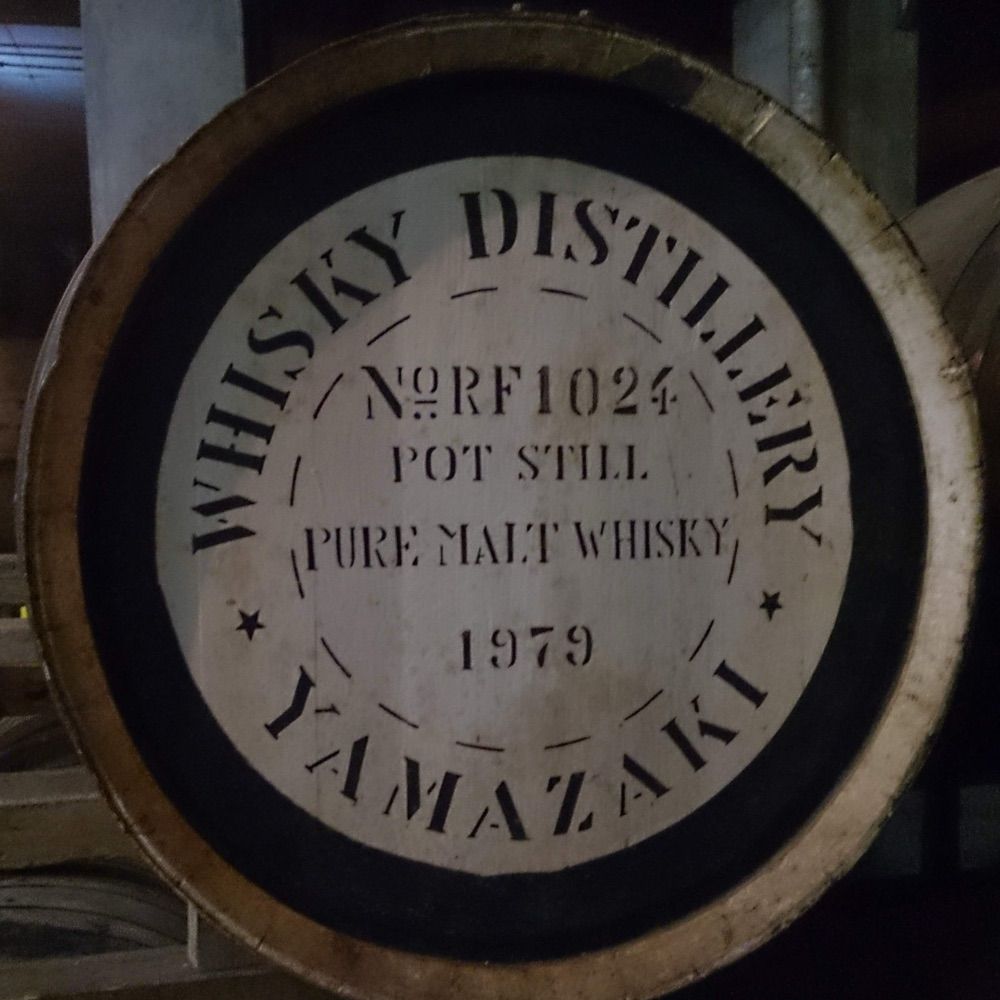 WHISKY DISTILLERY
No RF1024
POT STILL
PURE MALT WHISKY
1979
YAMAZAKI